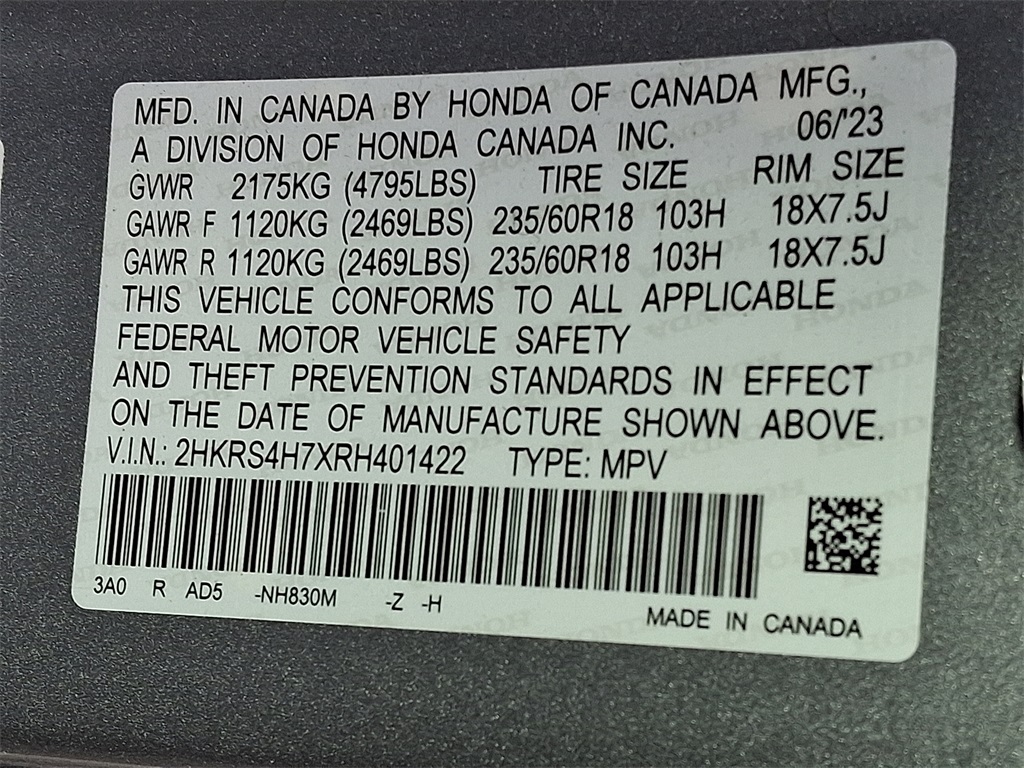 MFD. IN CANADA BY HONDA OF CANADA MFG.,
A DIVISION OF HONDA CANADA INC. 06/'23
GVWR 2175KG (4795LBS) TIRE SIZE RIM SIZE
GAWR F 1120KG (2469LBS) 235/60R18 103H 18X7.5J
GAWR R 1120KG (2469LBS) 235/60R18 103H 18X7.5J
THIS VEHICLE CONFORMS TO ALL APPLICABLE
FEDERAL MOTOR VEHICLE SAFETY
AND THEFT PREVENTION STANDARDS IN EFFECT
ON THE DATE OF MANUFACTURE SHOWN ABOVE.
V.I.N.: 2HKRS4H7XRH401422 TYPE: MPV
3A0 R AD5 -NH830M -Z -H
MADE IN CANADA